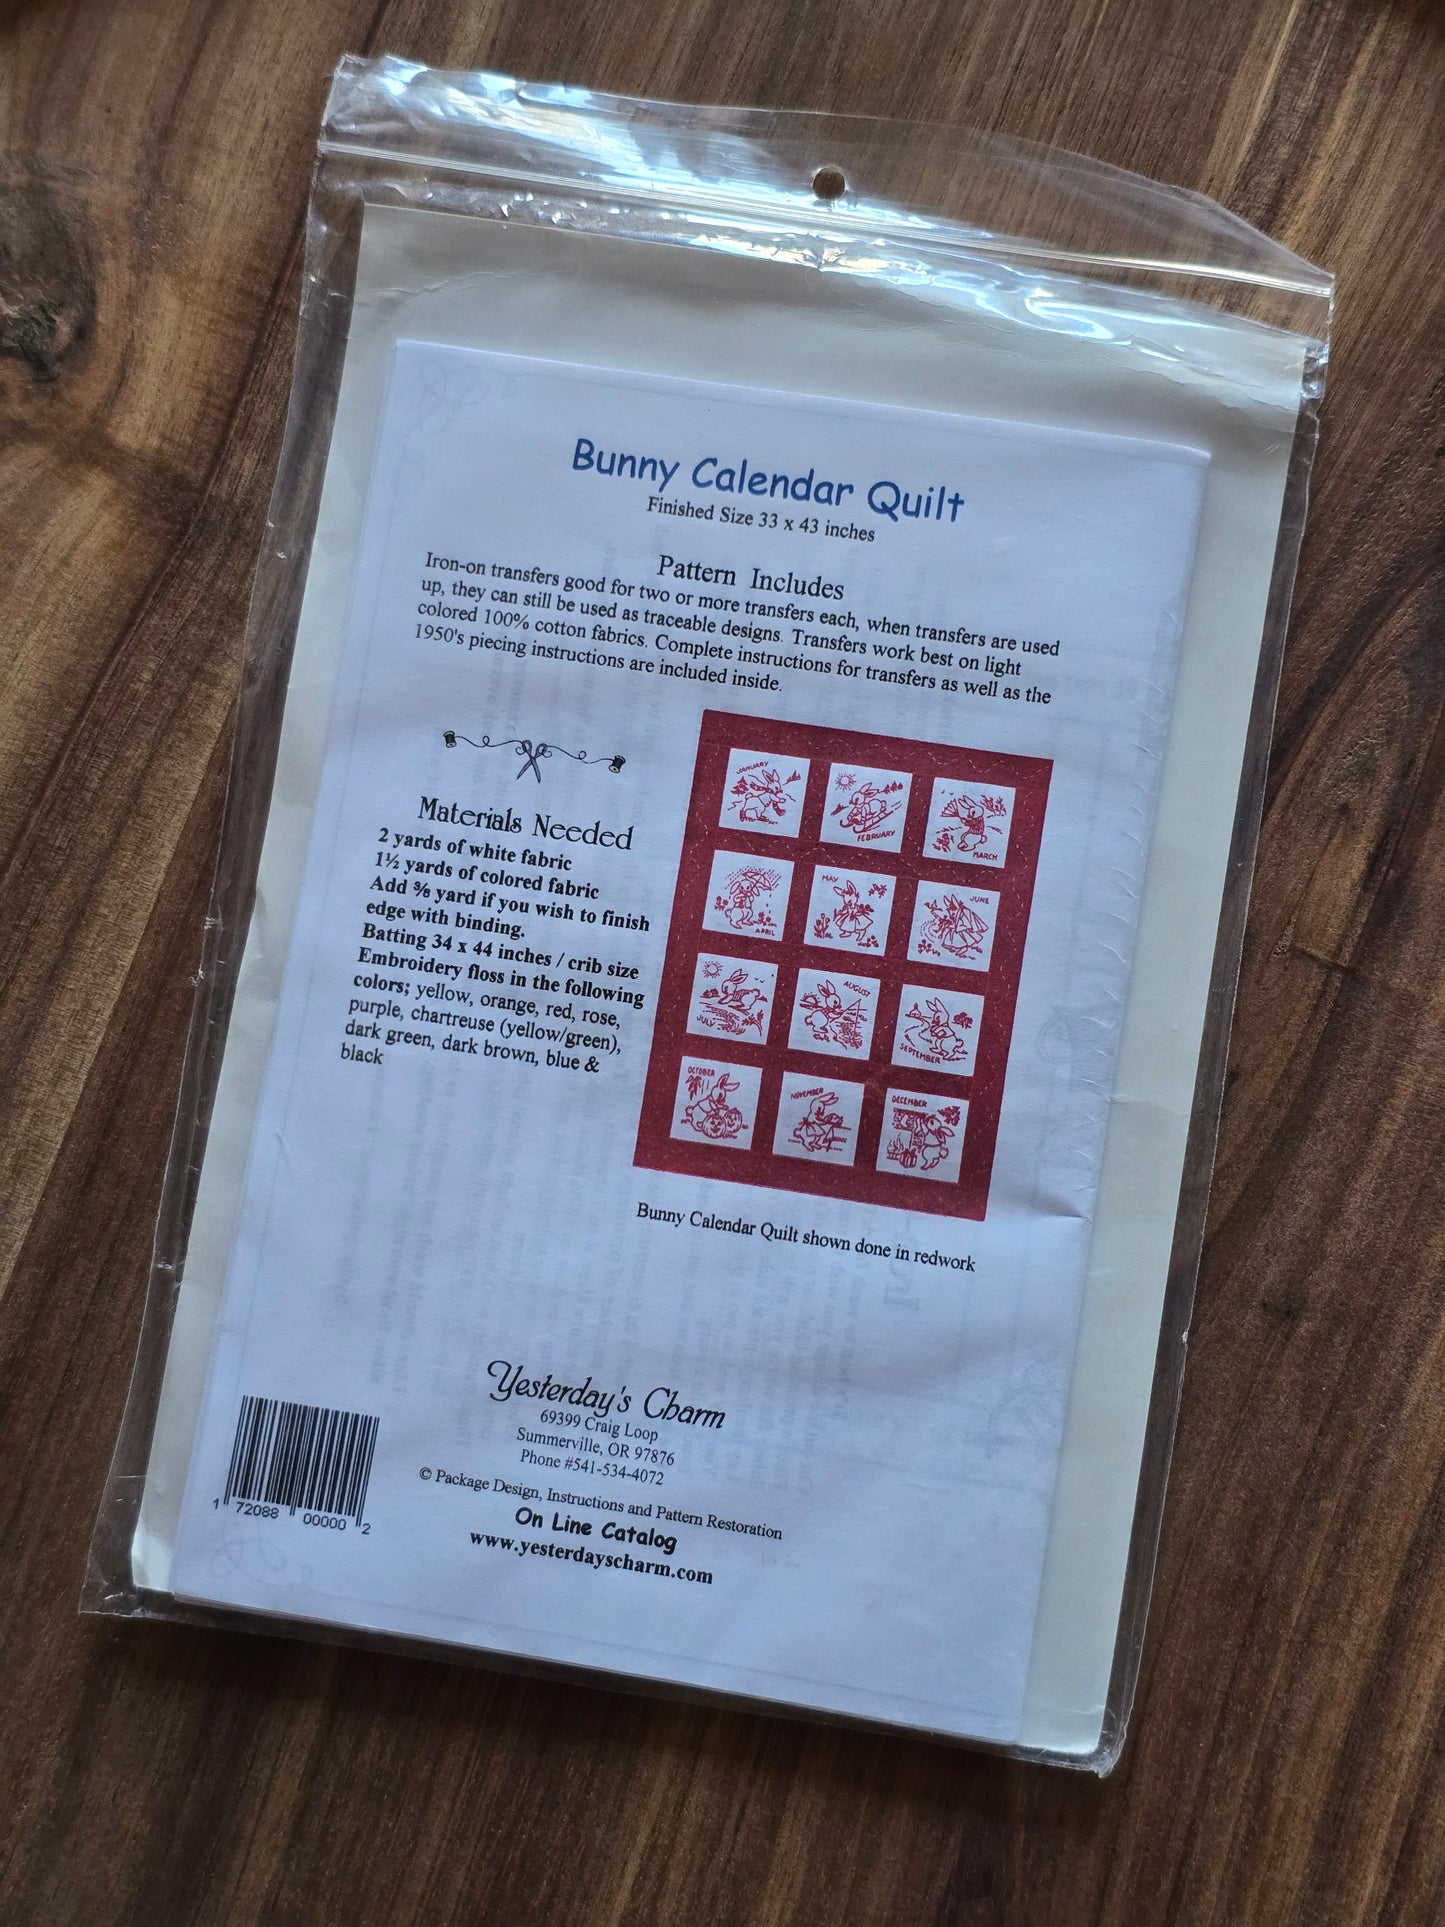 Bunny Calendar Quilt
Finished Size 33 x 43 inches
Pattern Includes
Iron-on transfers good for two or more transfers each, when transfers are used
up, they can still be used as traceable designs. Transfers work best on light
colored 100% cotton fabrics. Complete instructions for transfers as well as the
1950's piecing instructions are included inside.
Materials Needed
2 yards of white fabric
1½ yards of colored fabric
Add ⅜ yard if you wish to finish
edge with binding.
Batting 34 x 44 inches / crib size
Embroidery floss in the following
colors; yellow, orange, red, rose,
purple, chartreuse (yellow/green),
dark green, dark brown, blue &
black
JANUARY
FEBRUARY
MARCH
APRIL
MAY
JUNE
JULY
AUGUST
SEPTEMBER
OCTOBER
NOVEMBER
DECEMBER
Bunny Calendar Quilt shown done in redwork
Yesterday's Charm
69399 Craig Loop
Summerville, OR 97876
Phone #541-534-4072
© Package Design, Instructions and Pattern Restoration
On Line Catalog
www.yesterdayscharm.com
1 72088 00000 2